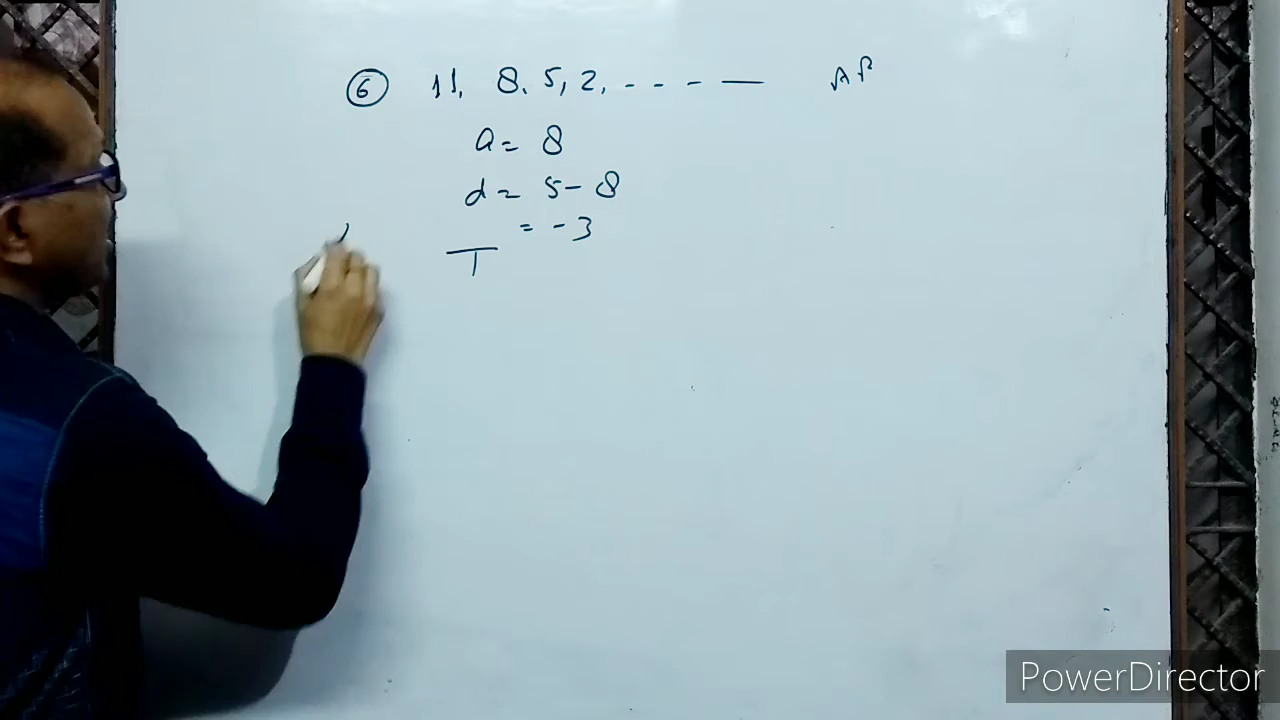 ⑥ 11, 8, 5, 2, - - - — AP
a = 8
d = 5 - 8
= - 3
T
PowerDirector